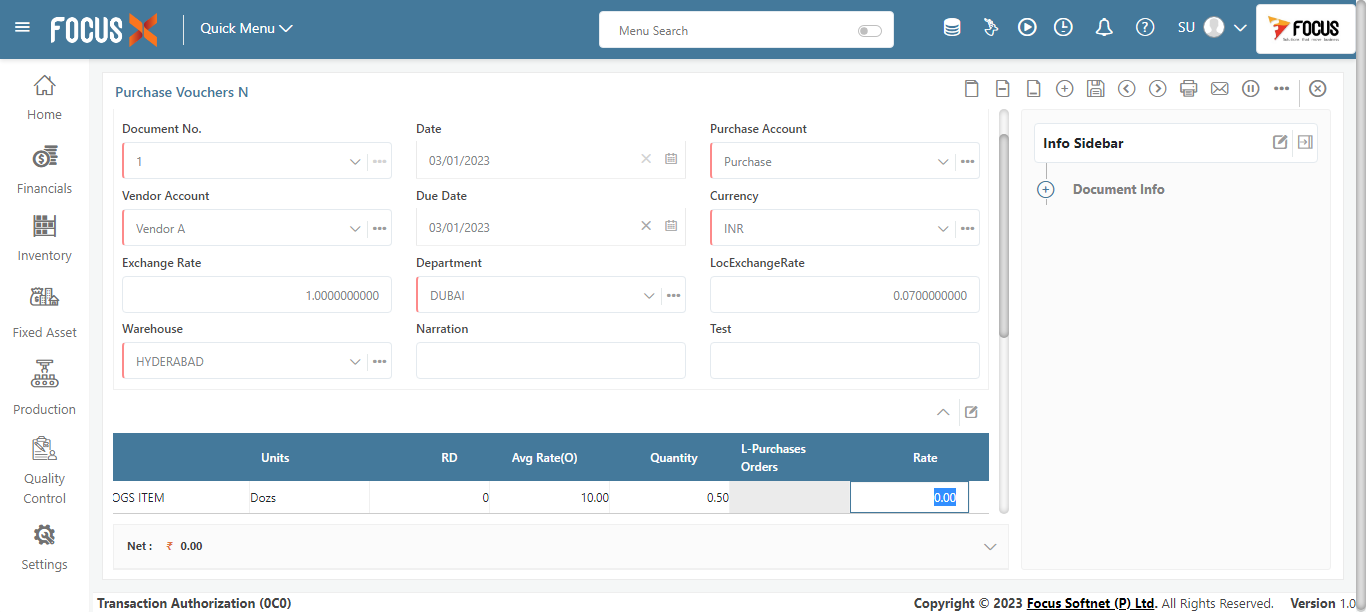 FOCUS X
Quick Menu
Menu Search
SU
FOCUS
Home
Financials
Inventory
Fixed Asset
Production
Quality
Control
Settings
Purchase Vouchers N
Document No.
Date
Purchase Account
1
03/01/2023
Purchase
Vendor Account
Due Date
Currency
Vendor A
03/01/2023
INR
Exchange Rate
Department
LocExchangeRate
1.0000000000
DUBAI
0.0700000000
Warehouse
Narration
Test
HYDERABAD
Units
RD
Avg Rate(O)
Quantity
L-Purchases
Orders
Rate
OGS ITEM
Dozs
0
10.00
0.50
0.00
Net : ₹ 0.00
Info Sidebar
Document Info
Transaction Authorization (0C0)
Copyright © 2023 Focus Softnet (P) Ltd. All Rights Reserved. Version 1.0